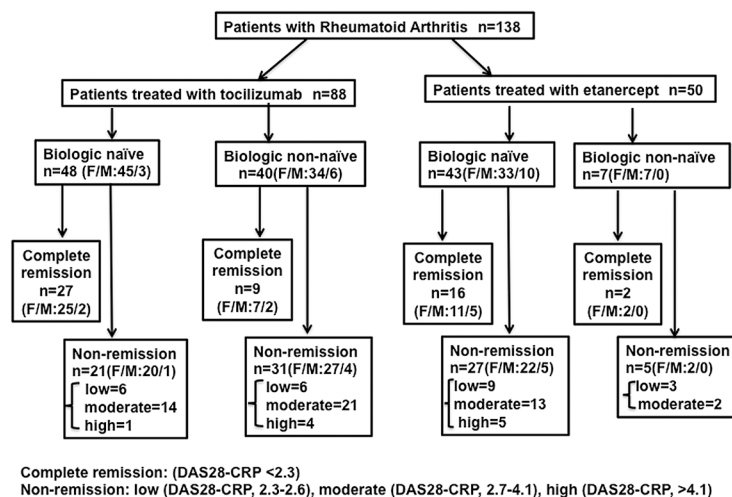 Patients with Rheumatoid Arthritis n=138
Patients treated with tocilizumab n=88
Patients treated with etanercept n=50
Biologic naïve
n=48 (F/M:45/3)
Biologic non-naïve
n=40(F/M:34/6)
Biologic naïve
n=43(F/M:33/10)
Biologic non-naïve
n=7(F/M:7/0)
Complete
remission
n=27
(F/M:25/2)
Complete
remission
n=9
(F/M:7/2)
Complete
remission
n=16
(F/M:11/5)
Complete
remission
n=2
(F/M:2/0)
Non-remission
n=21(F/M:20/1)
low=6
moderate=14
high=1
Non-remission
n=31(F/M:27/4)
low=6
moderate=21
high=4
Non-remission
n=27(F/M:22/5)
low=9
moderate=13
high=5
Non-remission
n=5(F/M:2/0)
low=3
moderate=2
Complete remission: (DAS28-CRP <2.3)
Non-remission: low (DAS28-CRP, 2.3-2.6), moderate (DAS28-CRP, 2.7-4.1), high (DAS28-CRP, >4.1)